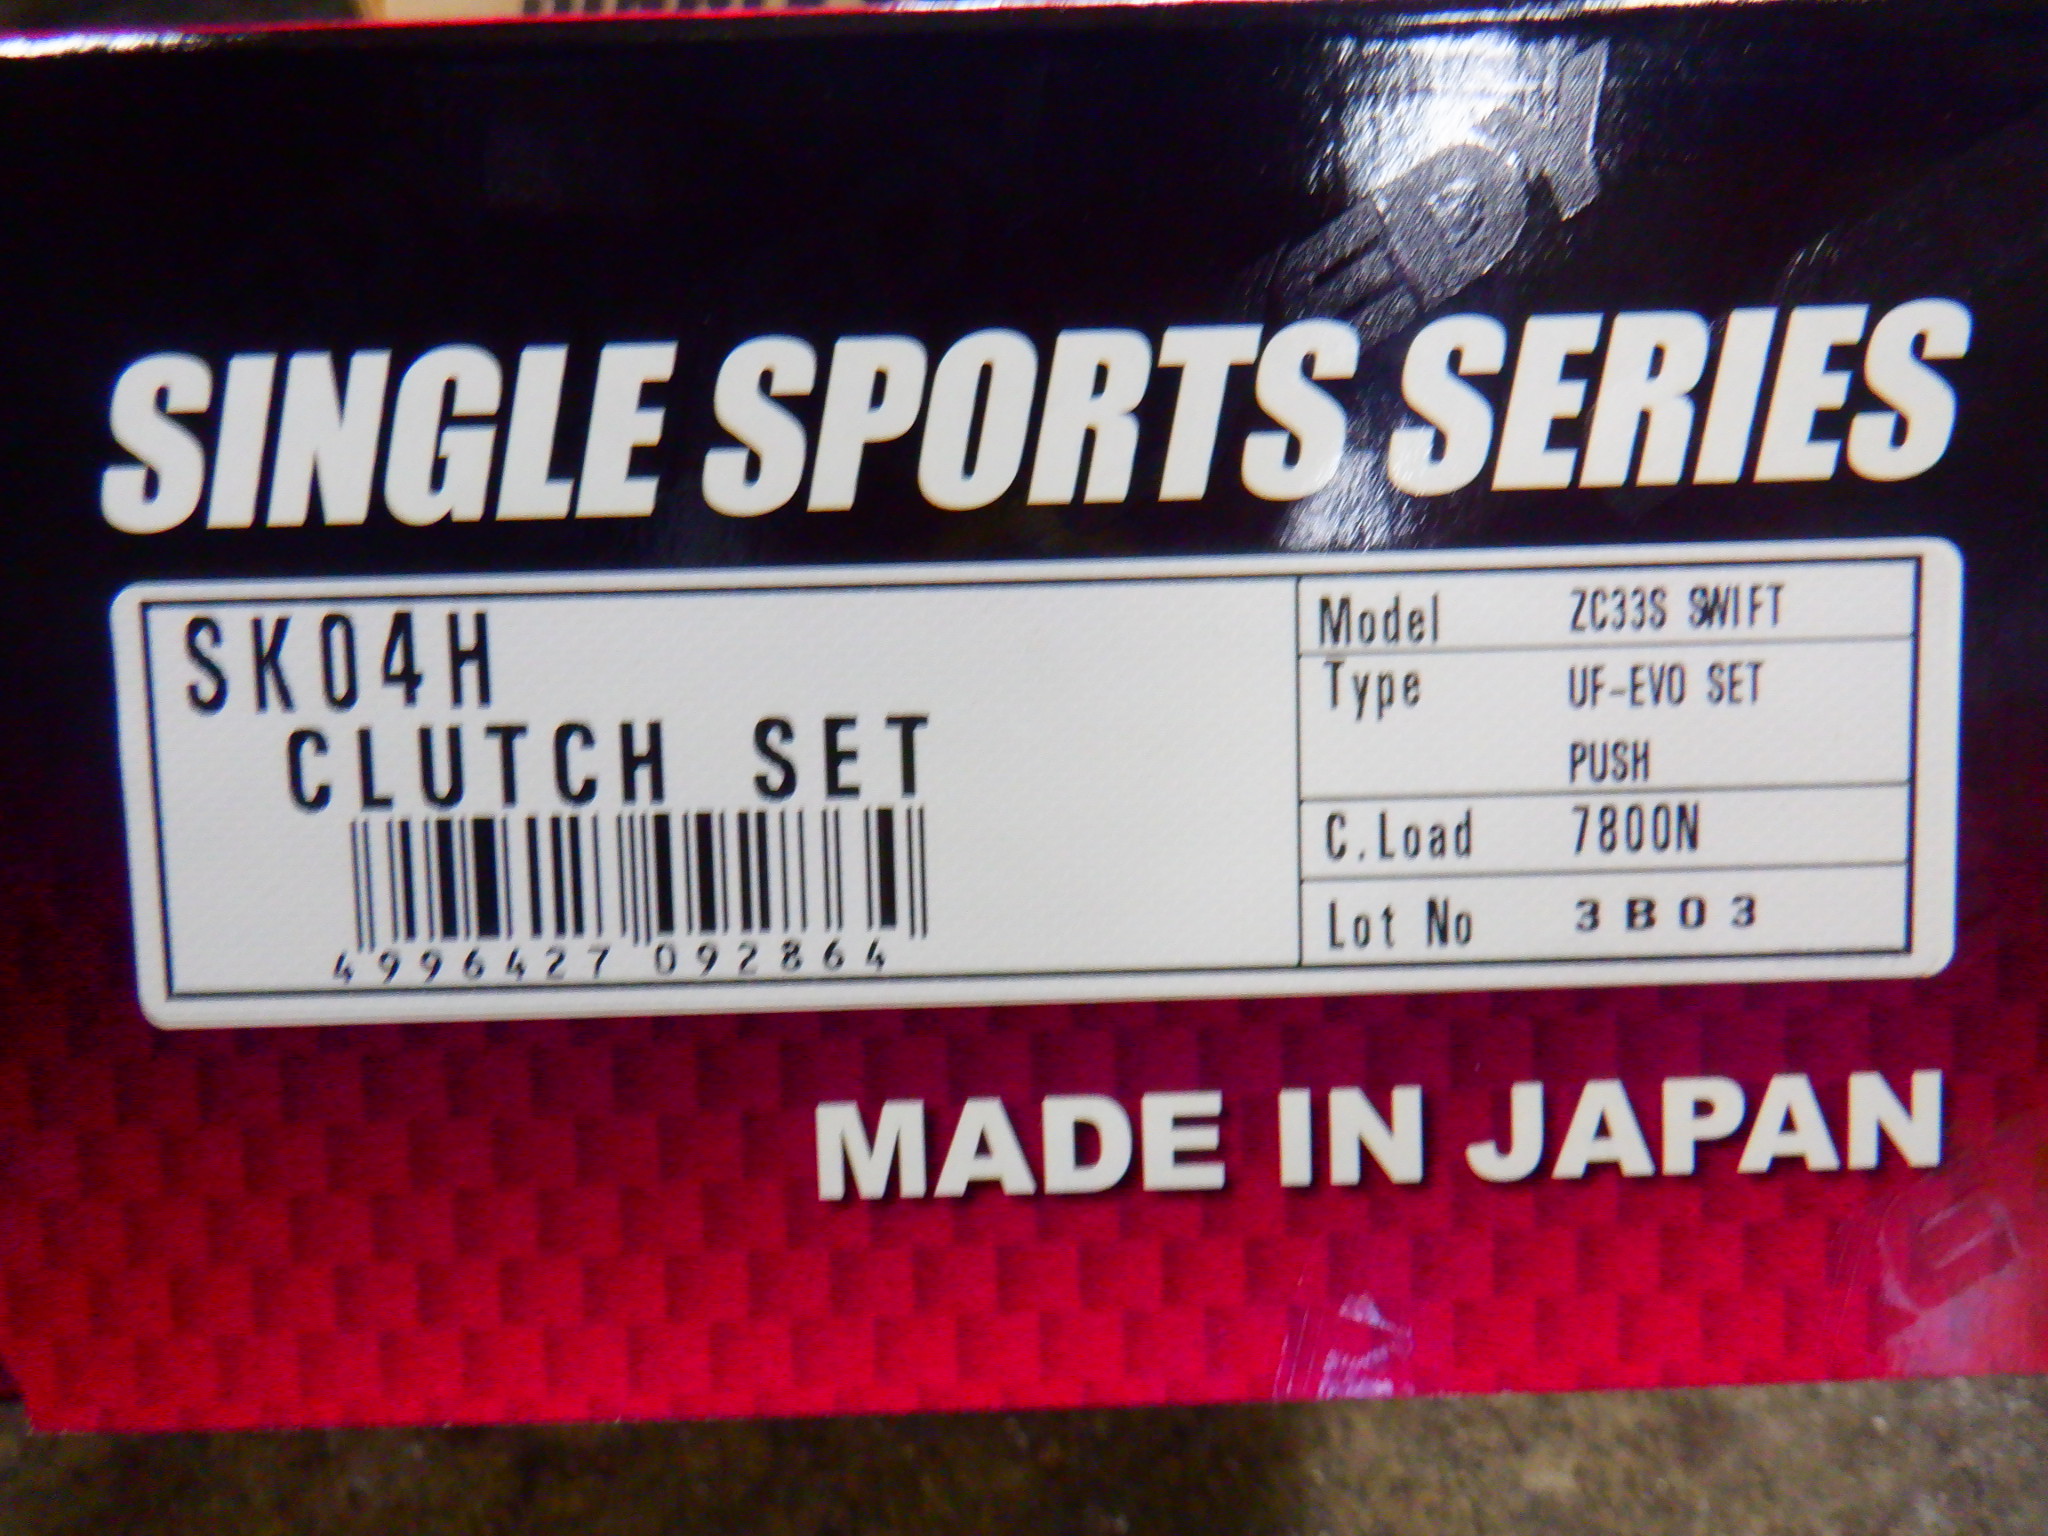 SINGLE SPORTS SERIES
SK04H
CLUTCH SET
4996427 092864
Model ZC33S SWIFT
Type UF-EVO SET
PUSH
C.Load 7800N
Lot No 3B03
MADE IN JAPAN